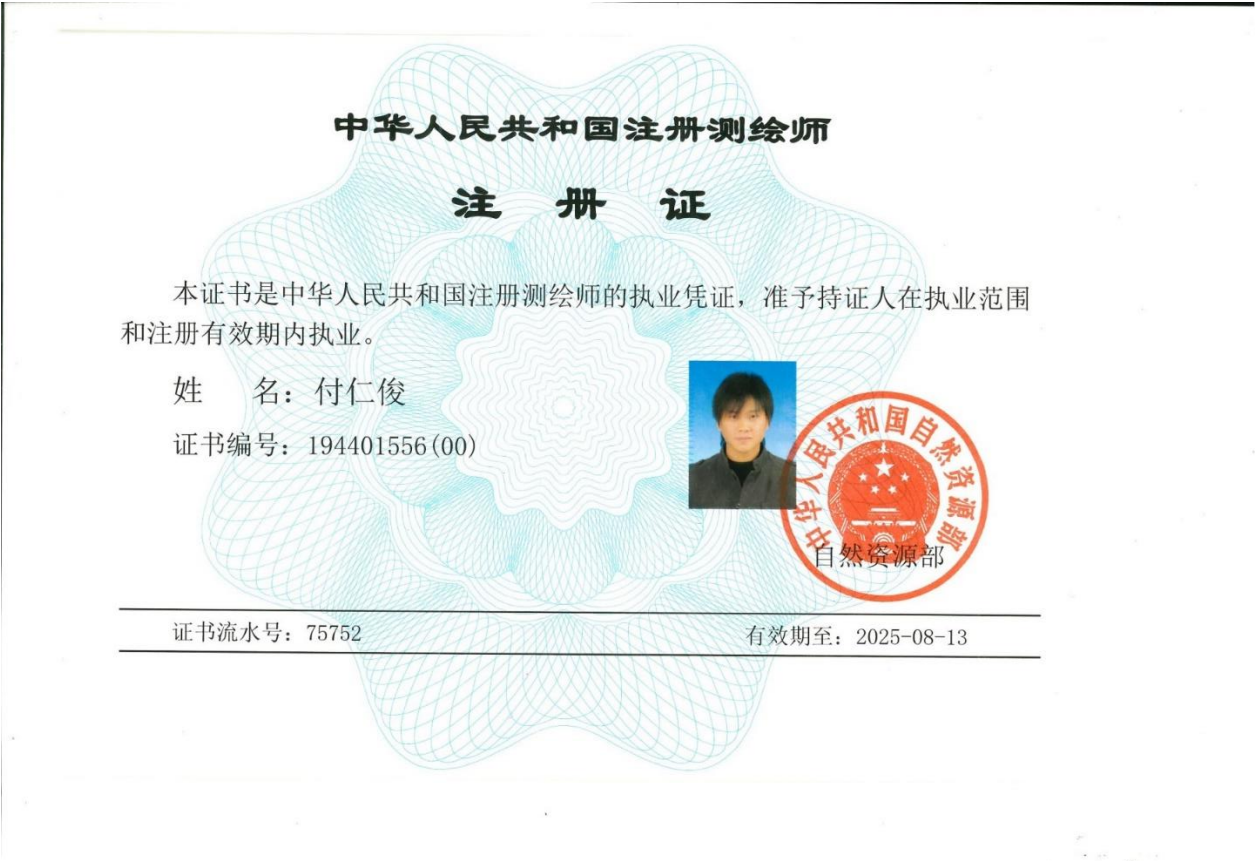 中华人民共和国注册测绘师
注 册 证
本证书是中华人民共和国注册测绘师的执业凭证，准予持证人在执业范围
和注册有效期内执业。
姓 名：付仁俊
证书编号：194401556(00)
中华人民共和国自然资源部
自然资源部
证书流水号：75752
有效期至：2025-08-13